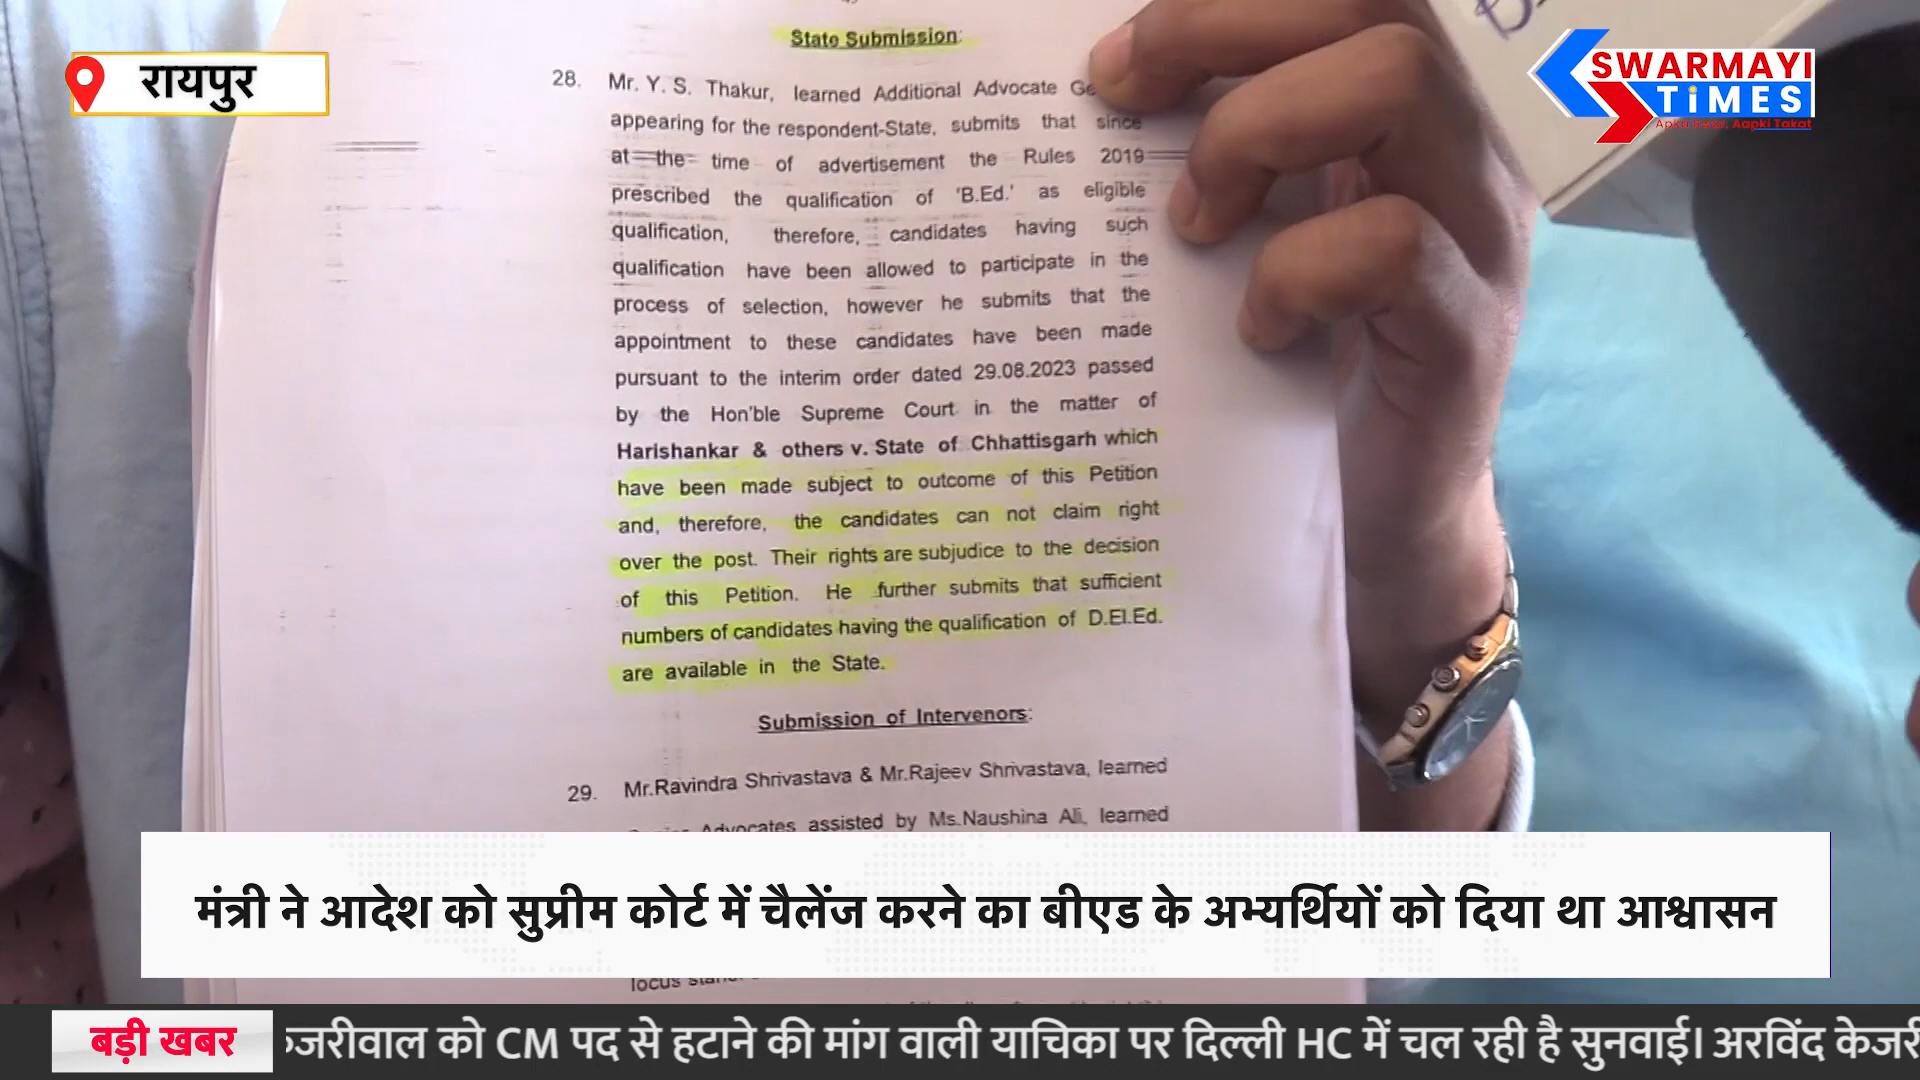 रायपुर
SWARMAYI
TiMES
Aapki Takat
State Submission:
28. Mr. Y. S. Thakur, learned Additional Advocate
appearing for the respondent-State, submits that since
at the time of advertisement the Rules 2019
prescribed the qualification of 'B.Ed.' as eligible
qualification, therefore, candidates having such
qualification have been allowed to participate in the
process of selection, however he submits that the
appointment to these candidates have been made
pursuant to the interim order dated 29.08.2023 passed
by the Hon'ble Supreme Court in the matter of
Harishankar & others v. State of Chhattisgarh which
have been made subject to outcome of this Petition
and, therefore, the candidates can not claim right
over the post. Their rights are subjudice to the decision
of this Petition. He further submits that sufficient
numbers of candidates having the qualification of D.El.Ed.
are available in the State.
Submission of Intervenors:
29. Mr.Ravindra Shrivastava & Mr.Rajeev Shrivastava, learned
Advocates assisted by Ms.Naushina Ali, learned
मंत्री ने आदेश को सुप्रीम कोर्ट में चैलेंज करने का बीएड के अभ्यर्थियों को दिया था आश्वासन
locus
बड़ी खबर
केजरीवाल को CM पद से हटाने की मांग वाली याचिका पर दिल्ली HC में चल रही है सुनवाई। अरविंद